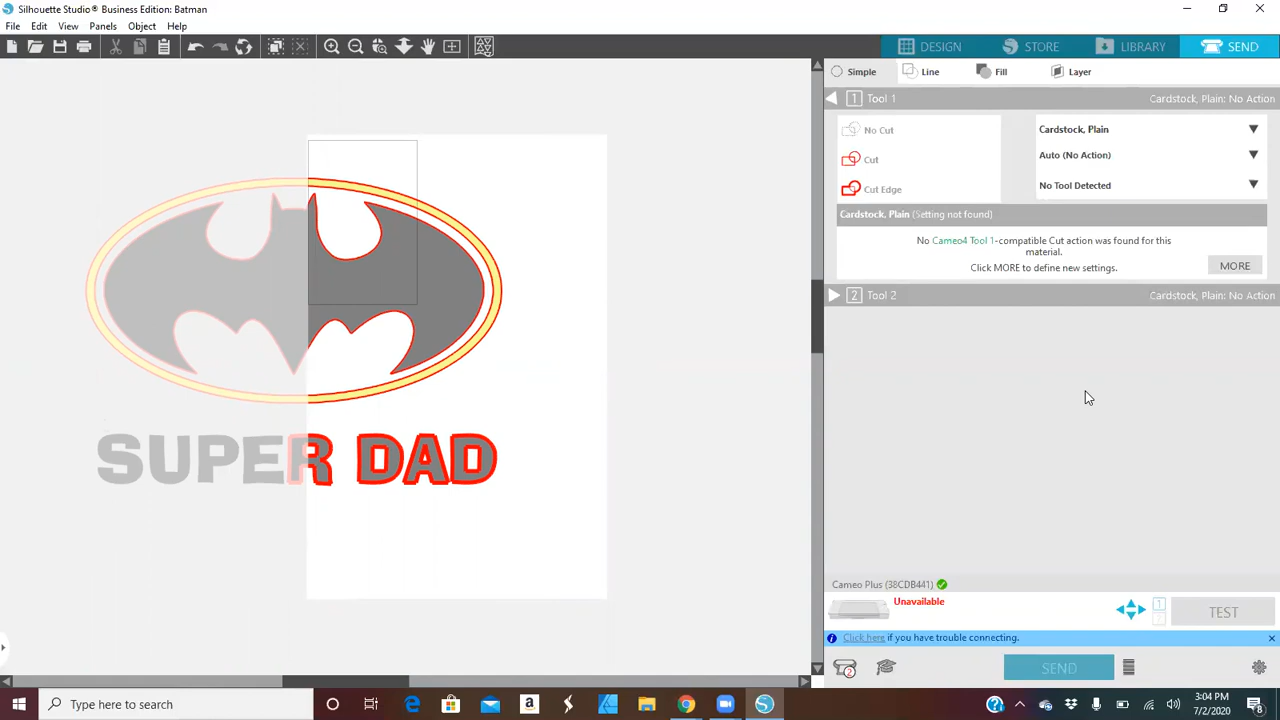 Silhouette Studio® Business Edition: Batman
File Edit View Panels Object Help
DESIGN STORE LIBRARY SEND
Simple Line Fill Layer
1 Tool 1 Cardstock, Plain: No Action
No Cut
Cut
Cut Edge
Cardstock, Plain
Auto (No Action)
No Tool Detected
Cardstock, Plain (Setting not found)
No Cameo4 Tool 1-compatible Cut action was found for this
material.
Click MORE to define new settings.
MORE
2 Tool 2 Cardstock, Plain: No Action
SUPER DAD
Cameo Plus (38CDB441)
Unavailable
1
2
TEST
Click here if you have trouble connecting.
2
SEND
Type here to search
3:04 PM
7/2/2020
8